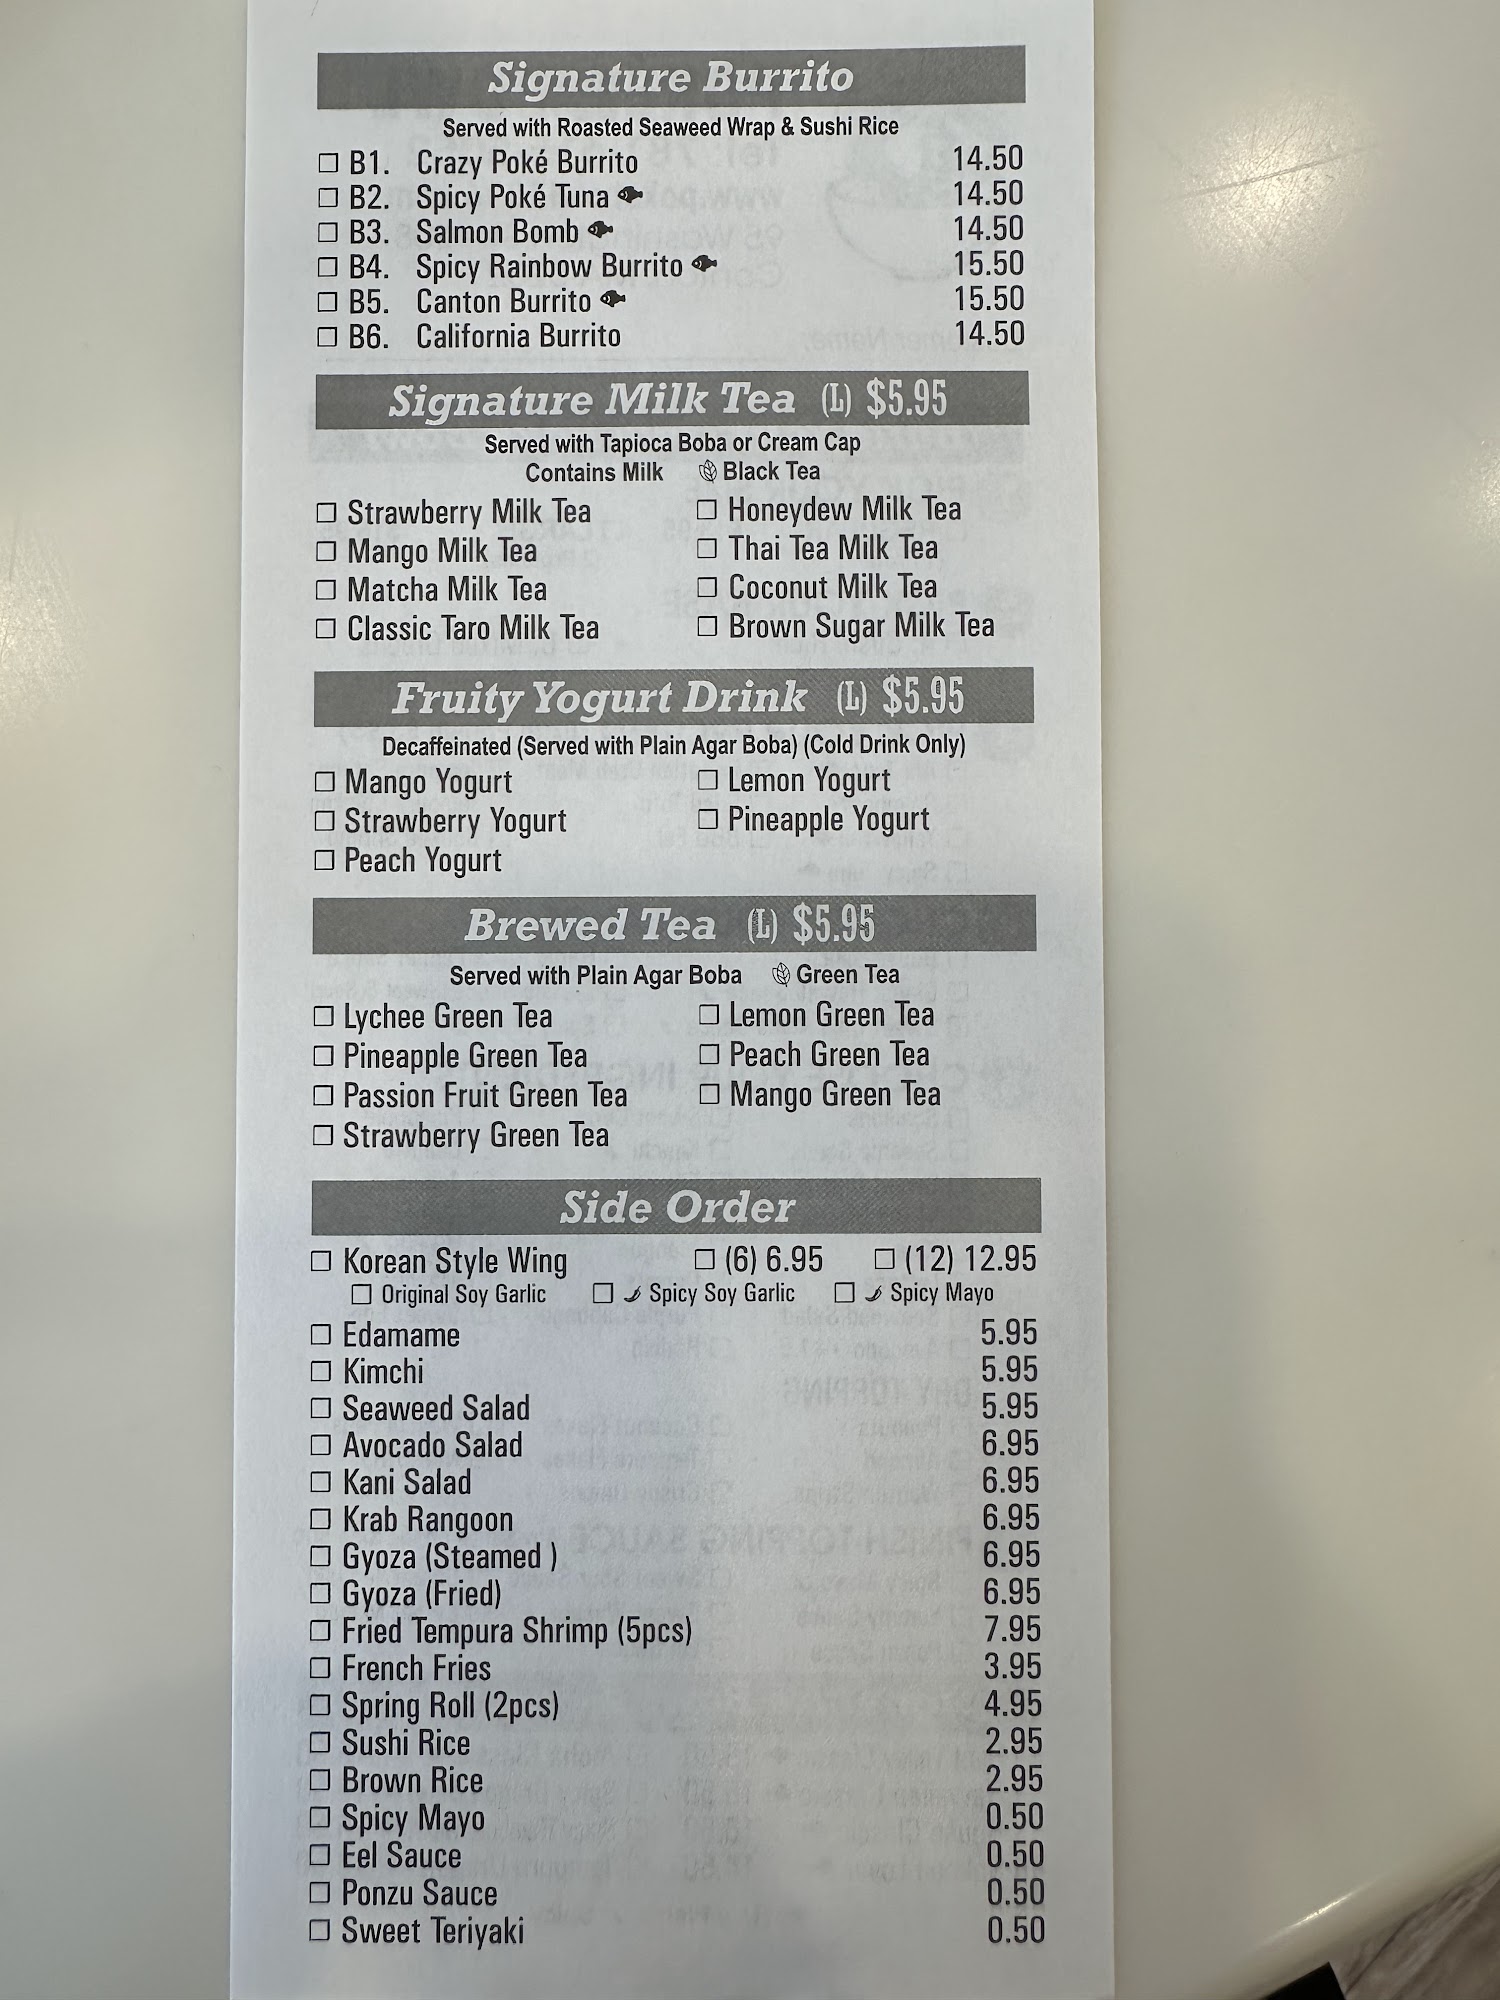 Signature Burrito
Served with Roasted Seaweed Wrap & Sushi Rice
B1. Crazy Poké Burrito 14.50
B2. Spicy Poké Tuna 14.50
B3. Salmon Bomb 14.50
B4. Spicy Rainbow Burrito 15.50
B5. Canton Burrito 15.50
B6. California Burrito 14.50
Signature Milk Tea (L) $5.95
Served with Tapioca Boba or Cream Cap
Contains Milk Black Tea
Strawberry Milk Tea Honeydew Milk Tea
Mango Milk Tea Thai Tea Milk Tea
Matcha Milk Tea Coconut Milk Tea
Classic Taro Milk Tea Brown Sugar Milk Tea
Fruity Yogurt Drink (L) $5.95
Decaffeinated (Served with Plain Agar Boba) (Cold Drink Only)
Mango Yogurt Lemon Yogurt
Strawberry Yogurt Pineapple Yogurt
Peach Yogurt
Brewed Tea (L) $5.95
Served with Plain Agar Boba Green Tea
Lychee Green Tea Lemon Green Tea
Pineapple Green Tea Peach Green Tea
Passion Fruit Green Tea Mango Green Tea
Strawberry Green Tea
Side Order
Korean Style Wing (6) 6.95 (12) 12.95
Original Soy Garlic Spicy Soy Garlic Spicy Mayo
Edamame 5.95
Kimchi 5.95
Seaweed Salad 5.95
Avocado Salad 6.95
Kani Salad 6.95
Krab Rangoon 6.95
Gyoza (Steamed ) 6.95
Gyoza (Fried) 6.95
Fried Tempura Shrimp (5pcs) 7.95
French Fries 3.95
Spring Roll (2pcs) 4.95
Sushi Rice 2.95
Brown Rice 2.95
Spicy Mayo 0.50
Eel Sauce 0.50
Ponzu Sauce 0.50
Sweet Teriyaki 0.50